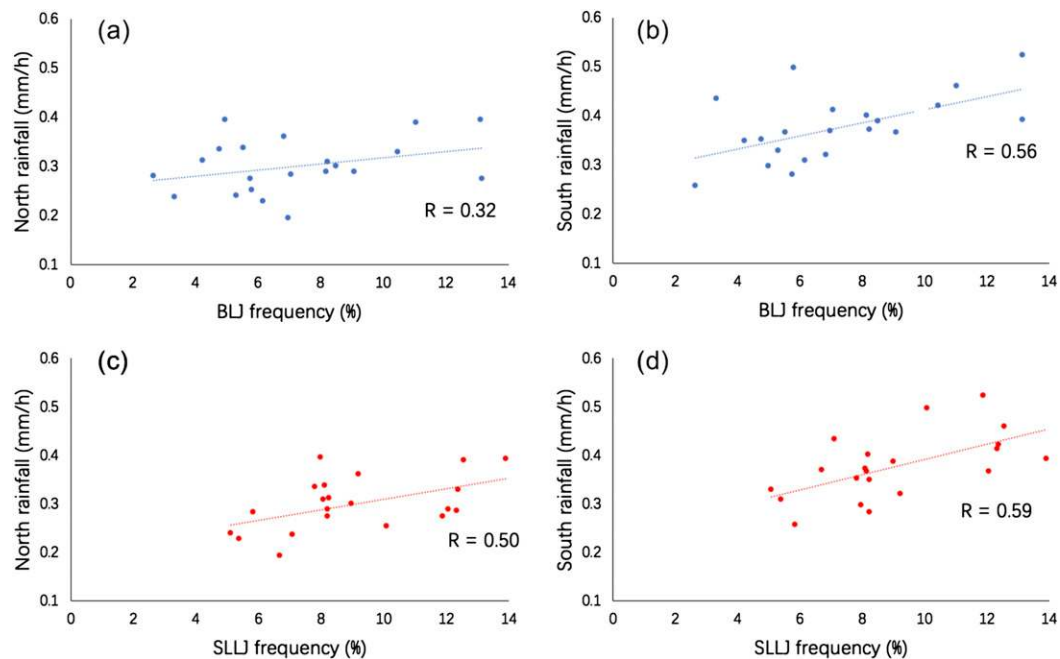 (a)
North rainfall (mm/h)
0.6
0.5
0.4
0.3
0.2
0.1
0 2 4 6 8 10 12 14
BLJ frequency (%)
R = 0.32
(b)
South rainfall (mm/h)
0.6
0.5
0.4
0.3
0.2
0.1
0 2 4 6 8 10 12 14
BLJ frequency (%)
R = 0.56
(c)
North rainfall (mm/h)
0.6
0.5
0.4
0.3
0.2
0.1
0 2 4 6 8 10 12 14
SLLJ frequency (%)
R = 0.50
(d)
South rainfall (mm/h)
0.6
0.5
0.4
0.3
0.2
0.1
0 2 4 6 8 10 12 14
SLLJ frequency (%)
R = 0.59